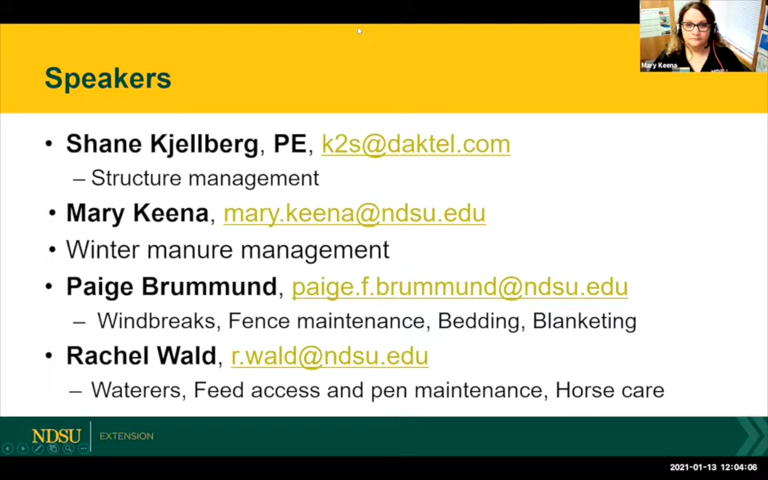 Mary Keena
Speakers
• Shane Kjellberg, PE, k2s@daktel.com
– Structure management
• Mary Keena, mary.keena@ndsu.edu
• Winter manure management
• Paige Brummund, paige.f.brummund@ndsu.edu
– Windbreaks, Fence maintenance, Bedding, Blanketing
• Rachel Wald, r.wald@ndsu.edu
– Waterers, Feed access and pen maintenance, Horse care
NDSU EXTENSION
2021-01-13 12:04:06